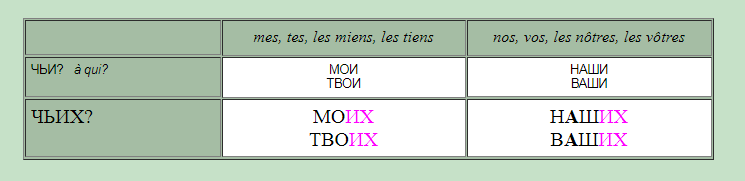 mes, tes, les miens, les tiens
nos, vos, les nôtres, les vôtres
ЧЬИ? à qui?
МОИ
ТВОИ
НАШИ
ВАШИ
ЧЬИХ?
МОИХ
ТВОИХ
НАШИХ
ВАШИХ